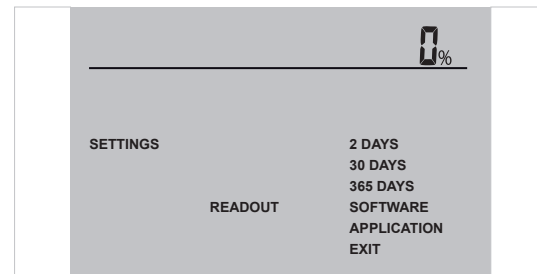 0%
SETTINGS 2 DAYS
30 DAYS
365 DAYS
READOUT SOFTWARE
APPLICATION
EXIT